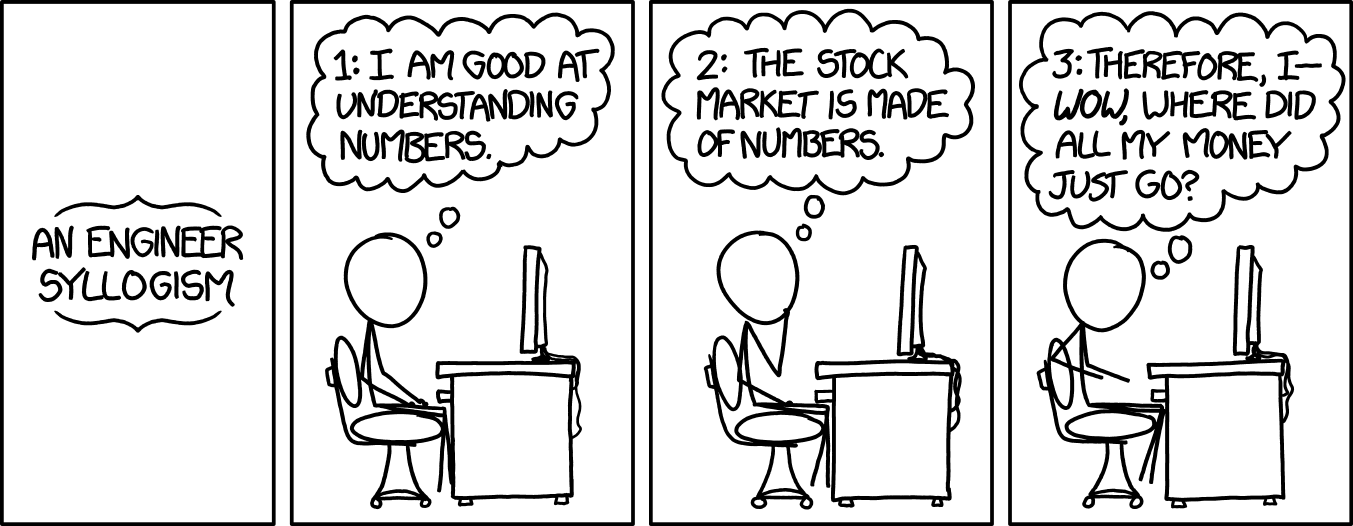 AN ENGINEER
SYLLOGISM
1: I AM GOOD AT
UNDERSTANDING
NUMBERS.
2: THE STOCK
MARKET IS MADE
OF NUMBERS.
3: THEREFORE, I—
WOW, WHERE DID
ALL MY MONEY
JUST GO?